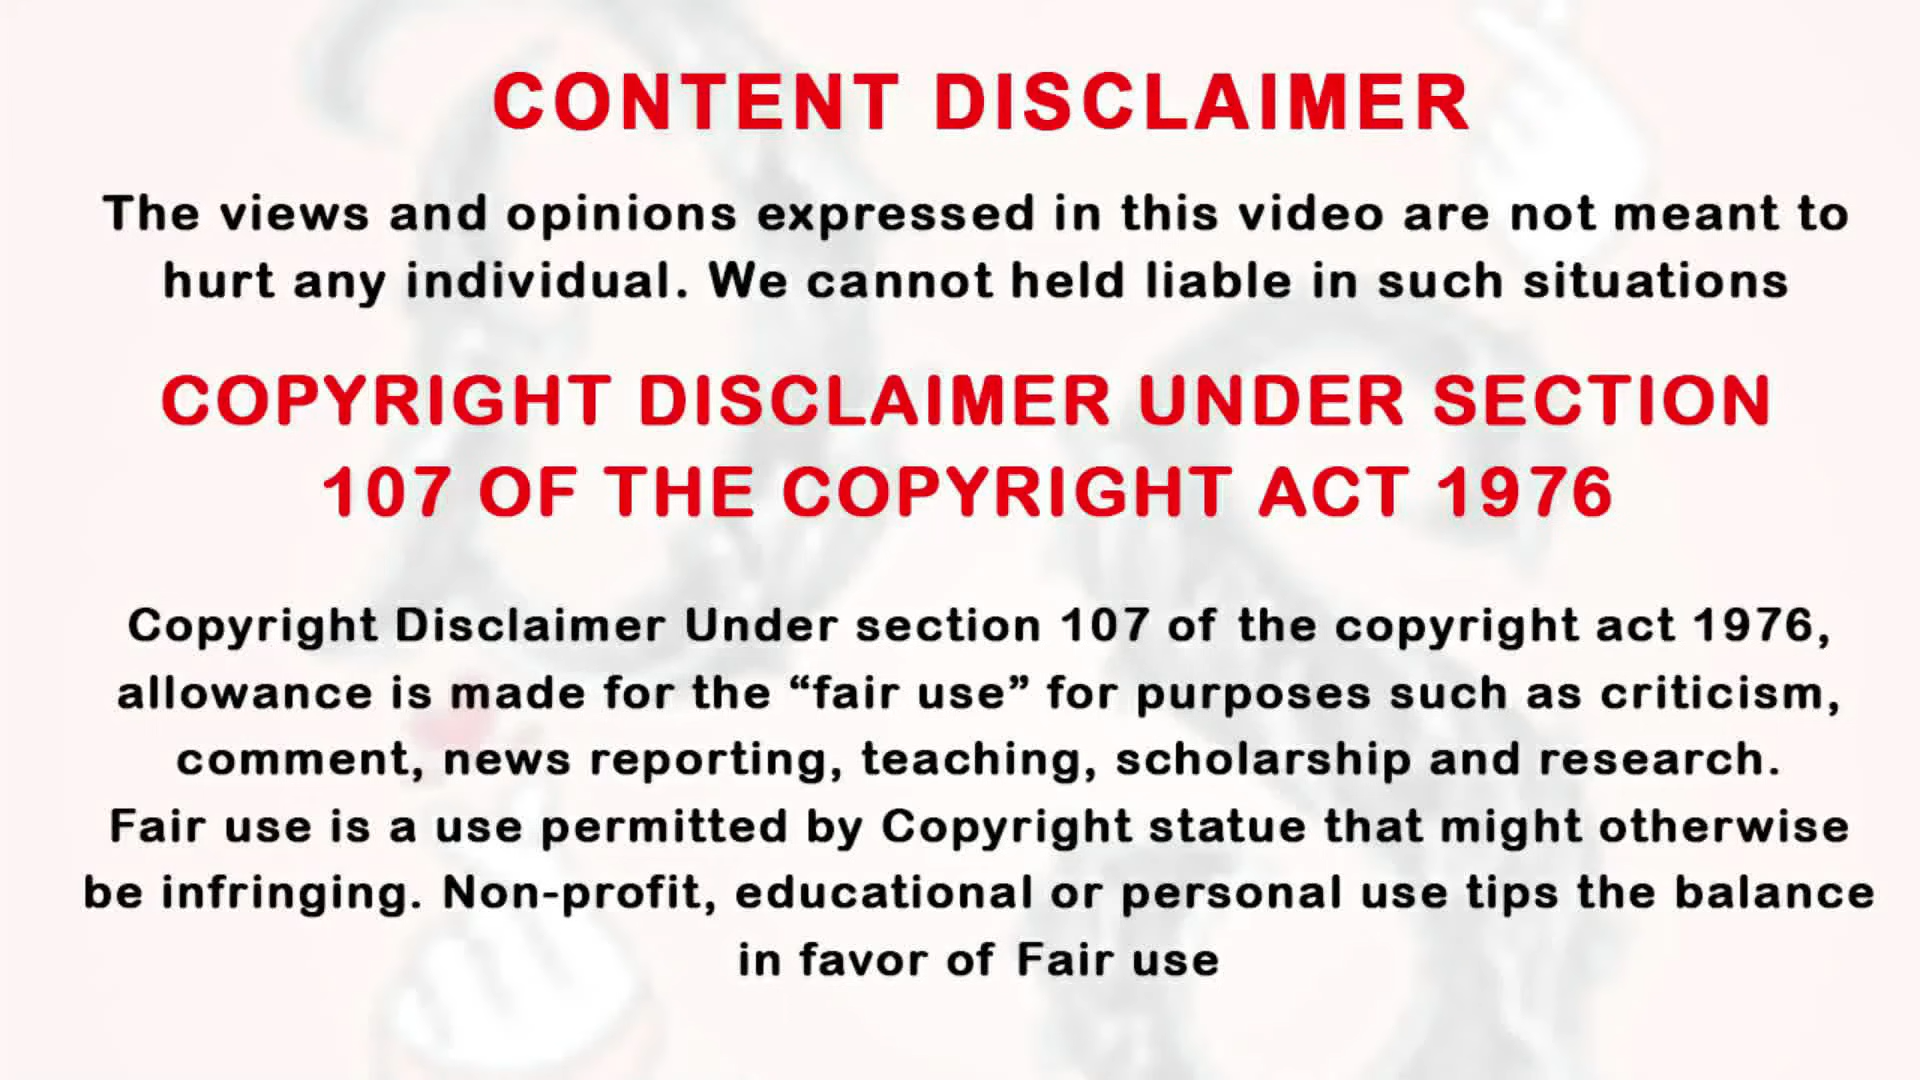 CONTENT DISCLAIMER
The views and opinions expressed in this video are not meant to
hurt any individual. We cannot held liable in such situations
COPYRIGHT DISCLAIMER UNDER SECTION
107 OF THE COPYRIGHT ACT 1976
Copyright Disclaimer Under section 107 of the copyright act 1976,
allowance is made for the “fair use” for purposes such as criticism,
comment, news reporting, teaching, scholarship and research.
Fair use is a use permitted by Copyright statue that might otherwise
be infringing. Non-profit, educational or personal use tips the balance
in favor of Fair use